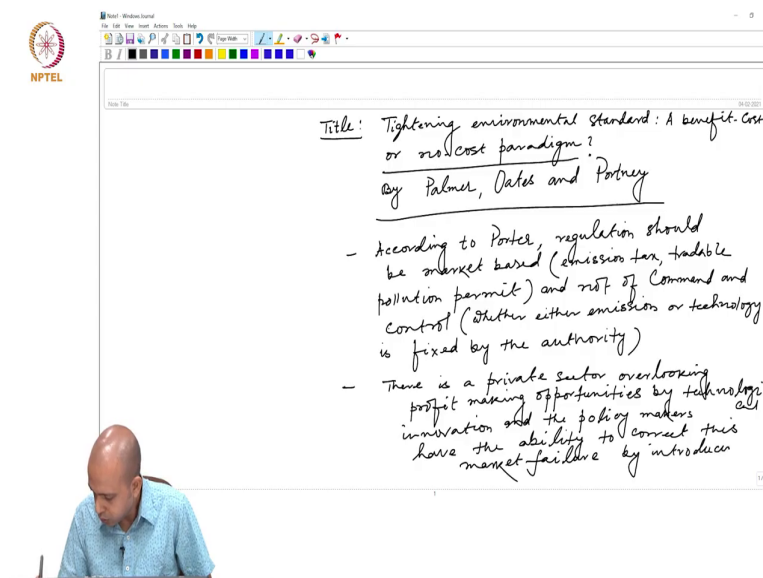 Note1 - Windows Journal
File Edit View Insert Actions Tools Help
Page Width
B I
NPTEL
Note Title
04-02-2021
Title: Tightening environmental standard: A benefit-cost
or no cost paradigm?
By Palmer, Oates and Portney
- According to Porter, regulation should
be market based (emission tax, tradable
pollution permit) and not of Command and
control (whether either emission or technology
is fixed by the authority)
- There is a private sector overlooking
profit making opportunities by technologi
cal
innovation and the policy makers
have the ability to correct this
market failure by introducin
1